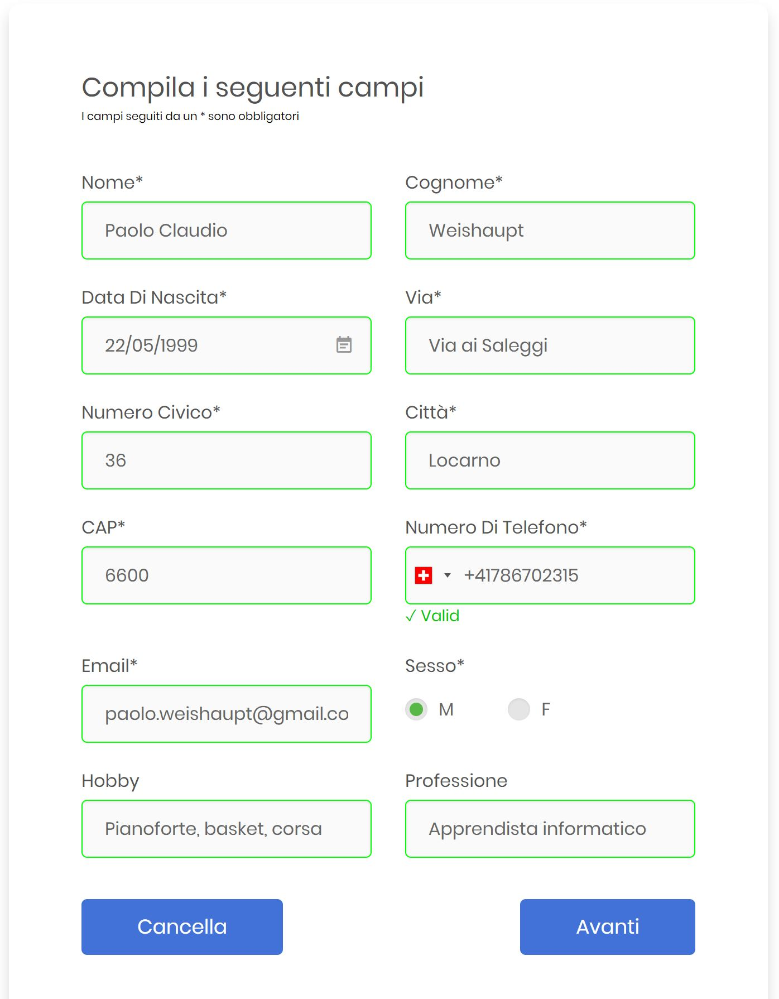 Compila i seguenti campi
I campi seguiti da un * sono obbligatori
Nome*
Cognome*
Paolo Claudio
Weishaupt
Data Di Nascita*
Via*
22/05/1999
Via ai Saleggi
Numero Civico*
Città*
36
Locarno
CAP*
Numero Di Telefono*
6600
+41786702315
✓ Valid
Email*
Sesso*
paolo.weishaupt@gmail.co
M
F
Hobby
Professione
Pianoforte, basket, corsa
Apprendista informatico
Cancella
Avanti